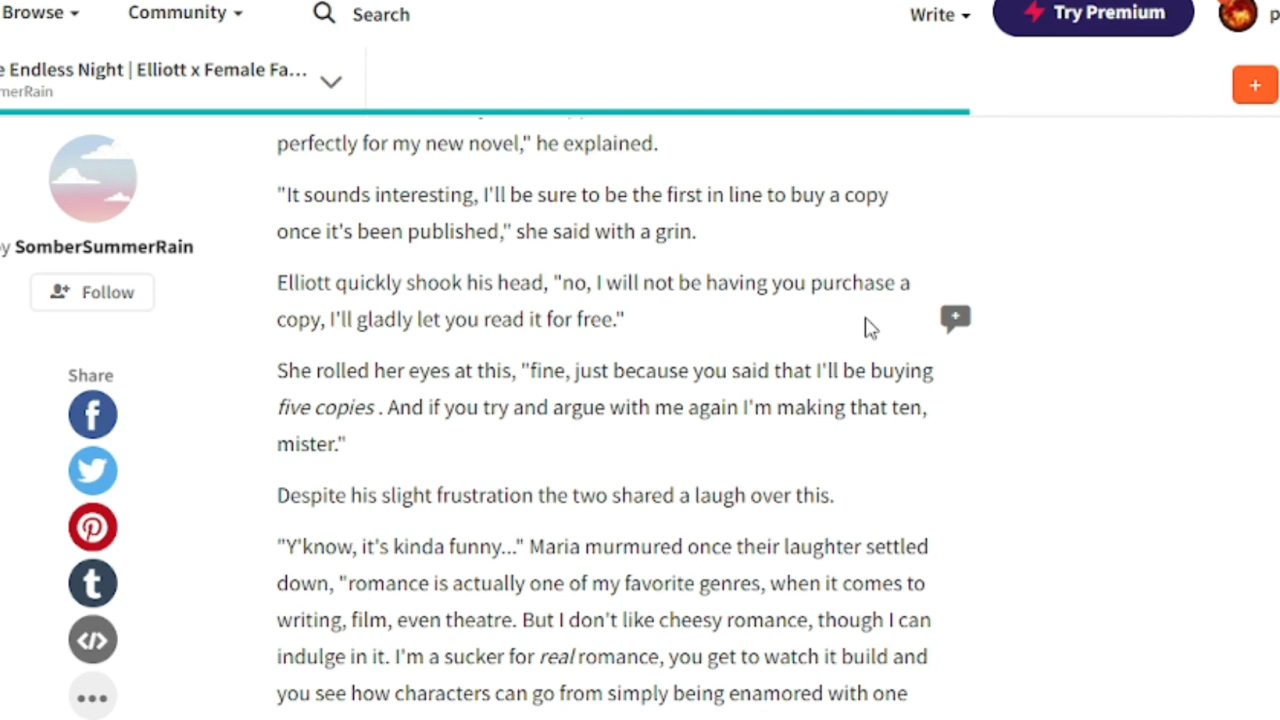 Browse
Community
Search
Write
Try Premium
p
e Endless Night | Elliott x Female Fa...
merRain
+
perfectly for my new novel," he explained.
"It sounds interesting, I'll be sure to be the first in line to buy a copy
once it's been published," she said with a grin.
by SomberSummerRain
Follow
Elliott quickly shook his head, "no, I will not be having you purchase a
copy, I'll gladly let you read it for free."
Share
She rolled her eyes at this, "fine, just because you said that I'll be buying
five copies . And if you try and argue with me again I'm making that ten,
mister."
Despite his slight frustration the two shared a laugh over this.
"Y'know, it's kinda funny..." Maria murmured once their laughter settled
down, "romance is actually one of my favorite genres, when it comes to
writing, film, even theatre. But I don't like cheesy romance, though I can
indulge in it. I'm a sucker for real romance, you get to watch it build and
you see how characters can go from simply being enamored with one